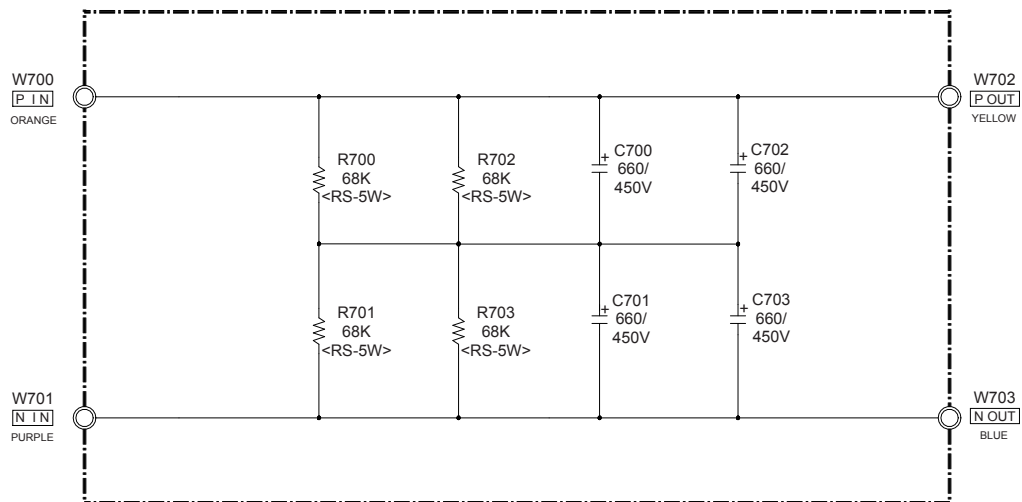 W700
P IN
ORANGE
W702
P OUT
YELLOW
R700
68K
<RS-5W>
R702
68K
<RS-5W>
+ C700
660/
450V
+ C702
660/
450V
R701
68K
<RS-5W>
R703
68K
<RS-5W>
+ C701
660/
450V
+ C703
660/
450V
W701
N IN
PURPLE
W703
N OUT
BLUE